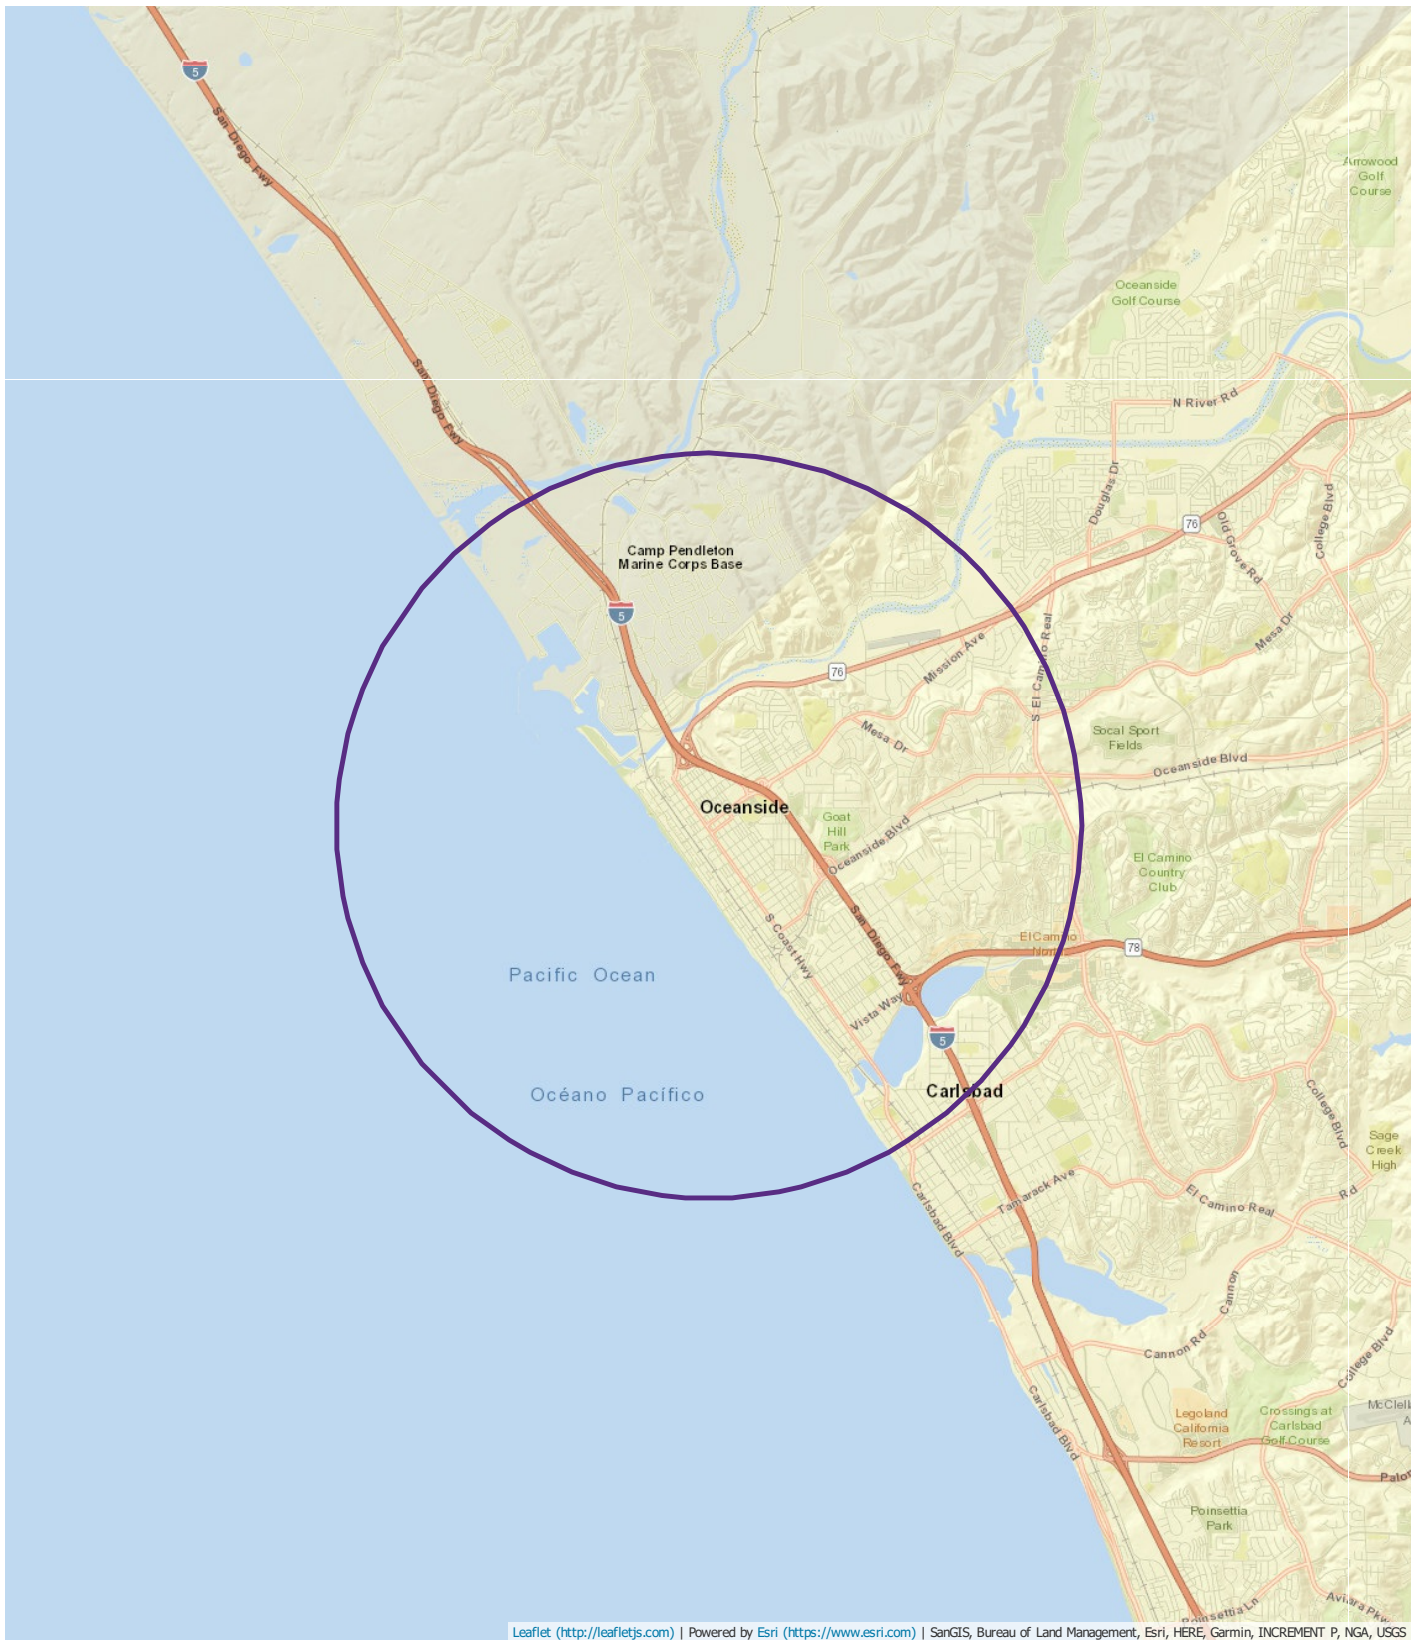 5
San Diego Fwy
Arrowood
Golf
Course
Oceanside
Golf Course
San Diego Fwy
N River Rd
Douglas Dr
76
Old Grove Rd
College Blvd
Camp Pendleton
Marine Corps Base
5
Mesa Dr
S El Camino Real
Mission Ave
76
Mesa Dr
Socal Sport
Fields
Oceanside Blvd
Oceanside
Goat
Hill
Park
Oceanside Blvd
El Camino
Country
Club
San Diego Fwy
S Coast Hwy
El Camino
North
78
Pacific Ocean
Vista Way
5
Océano Pacífico
Carlsbad
College Blvd
Sage
Creek
High
Tamarack Ave
El Camino Real
Rd
Carlsbad Blvd
Cannon
Cannon Rd
College Blvd
Carlsbad Blvd
Legoland
California
Resort
Crossings at
Carlsbad
Golf Course
McClell
A
Palor
Poinsettia
Park
Poinsettia Ln
Aviara Pkw
Leaflet (http://leafletjs.com) | Powered by Esri (https://www.esri.com) | SanGIS, Bureau of Land Management, Esri, HERE, Garmin, INCREMENT P, NGA, USGS